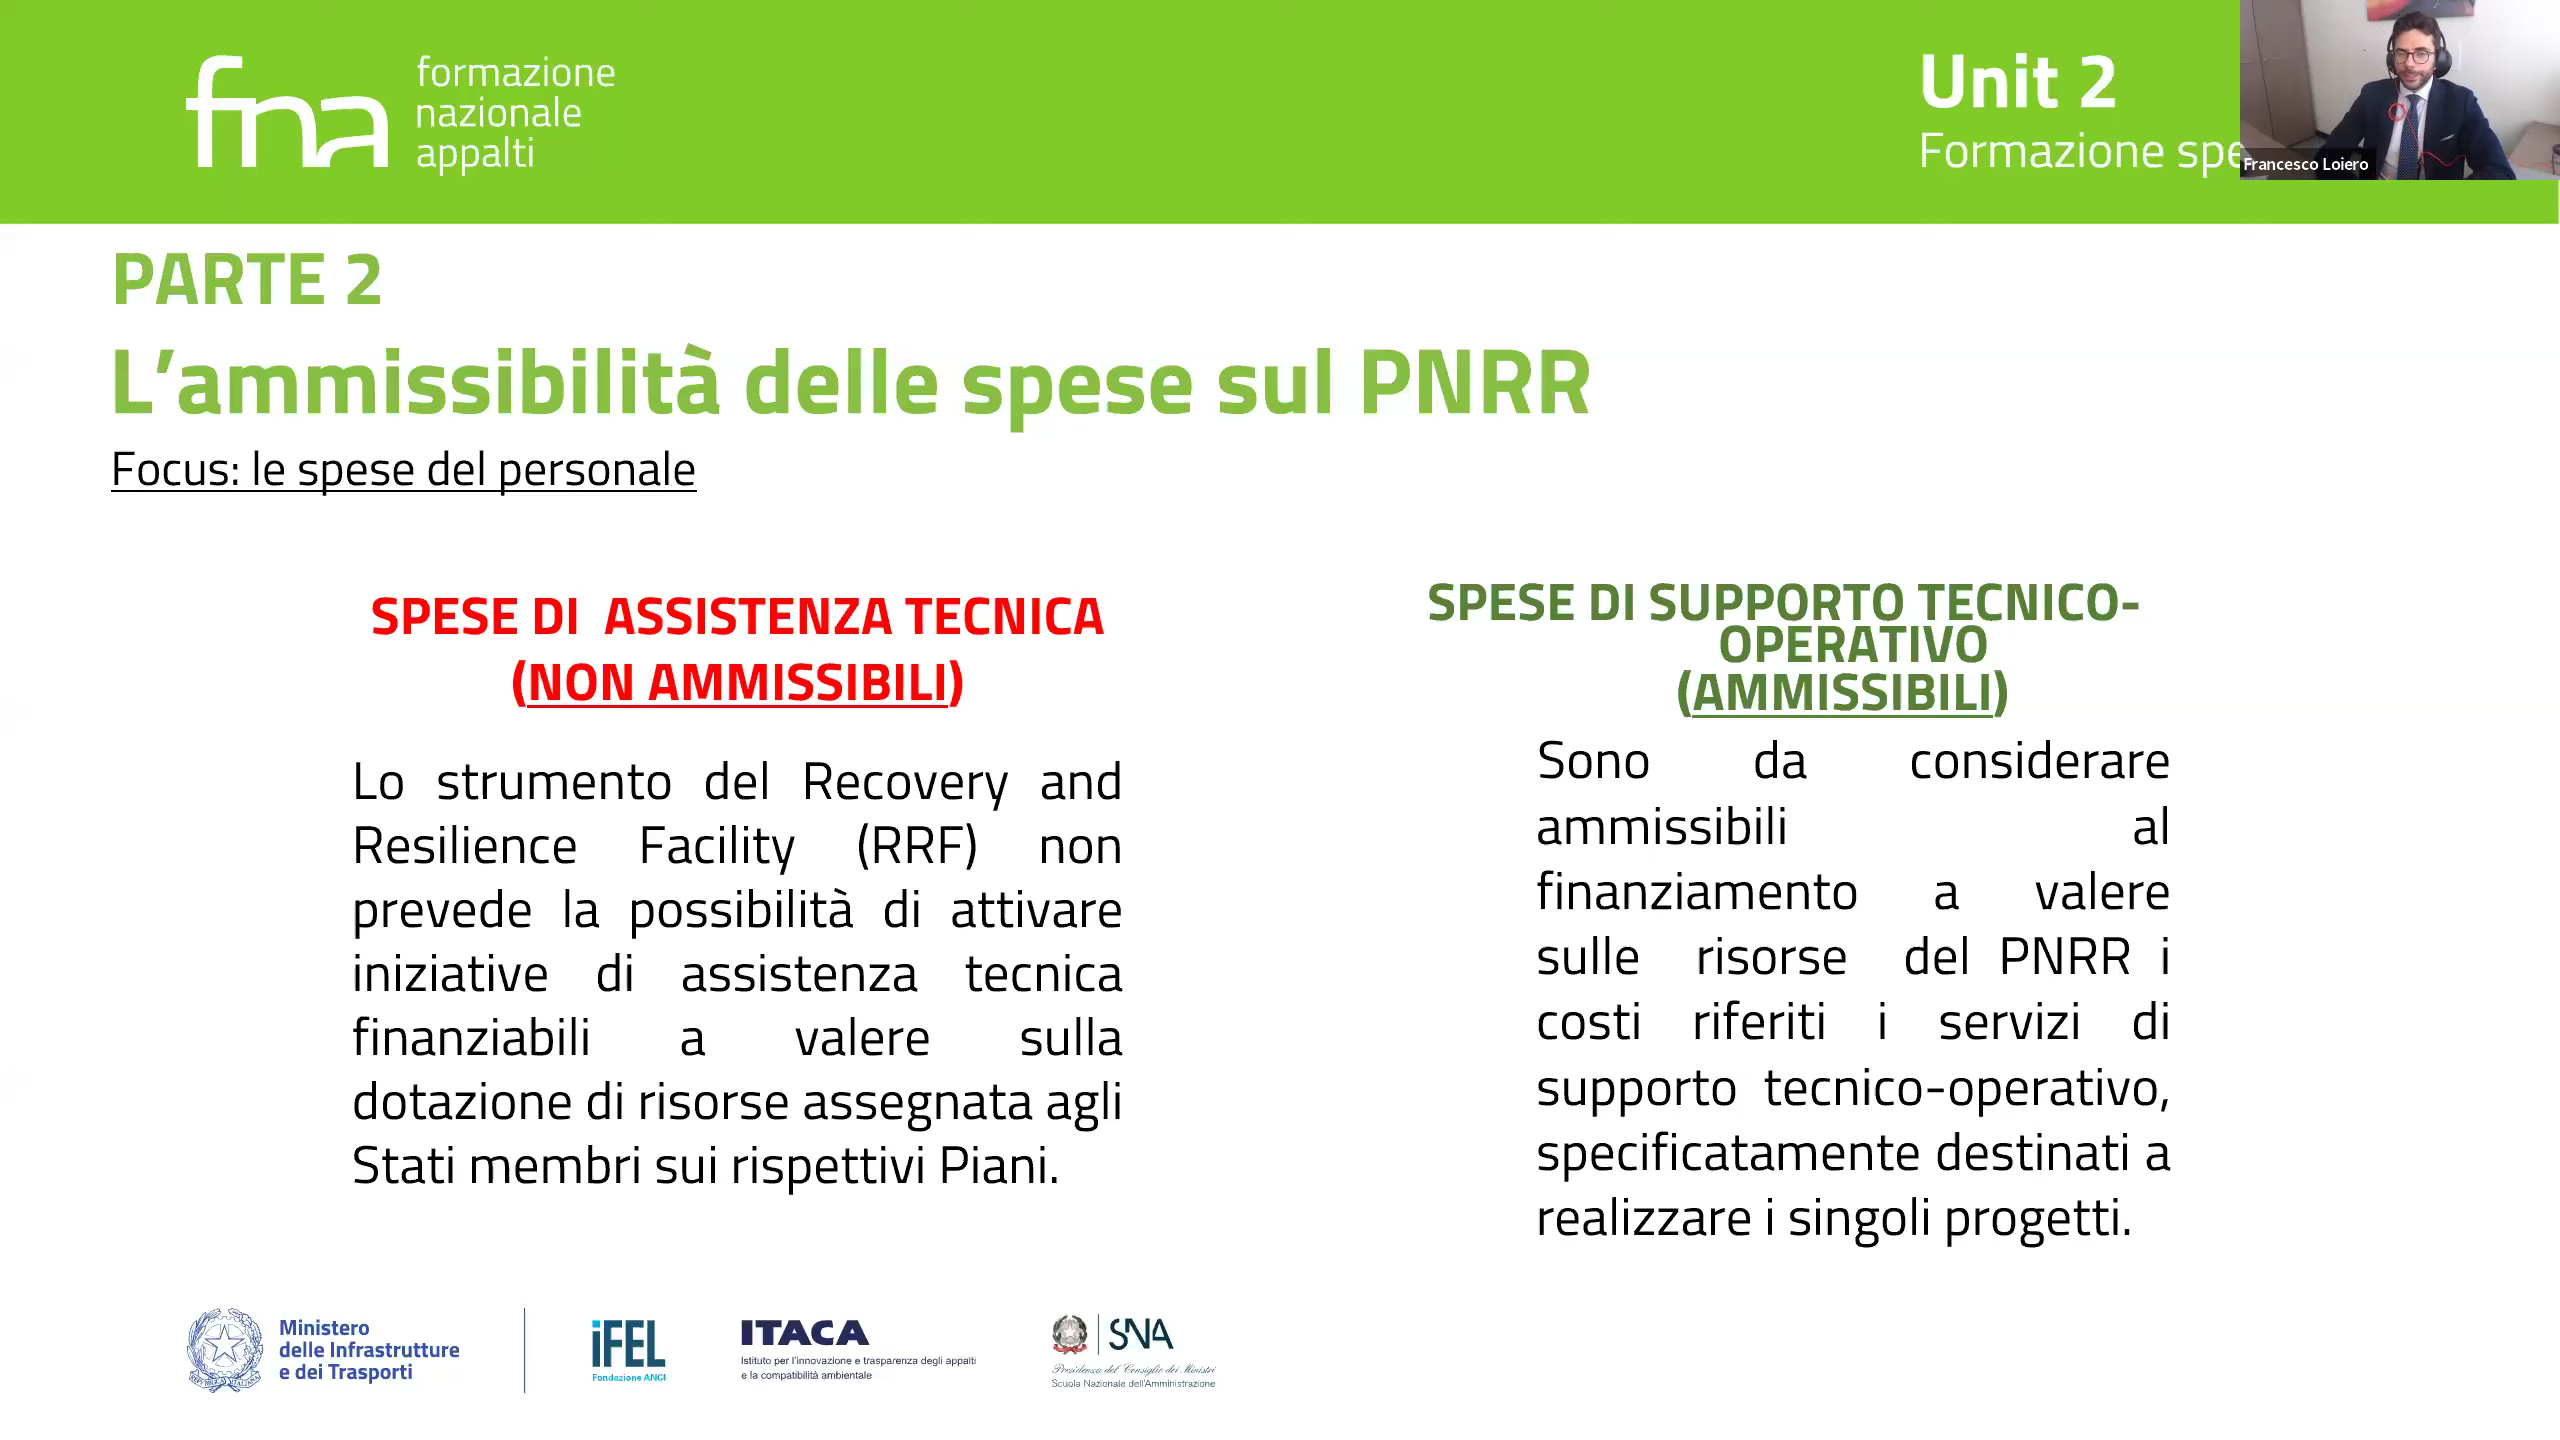 fna
formazione
nazionale
appalti
Unit 2
Formazione spe
Francesco Loiero
PARTE 2
L’ammissibilità delle spese sul PNRR
Focus: le spese del personale
SPESE DI ASSISTENZA TECNICA
(NON AMMISSIBILI)
Lo strumento del Recovery and
Resilience Facility (RRF) non
prevede la possibilità di attivare
iniziative di assistenza tecnica
finanziabili a valere sulla
dotazione di risorse assegnata agli
Stati membri sui rispettivi Piani.
SPESE DI SUPPORTO TECNICO-
OPERATIVO
(AMMISSIBILI)
Sono da considerare
ammissibili al
finanziamento a valere
sulle risorse del PNRR i
costi riferiti i servizi di
supporto tecnico-operativo,
specificatamente destinati a
realizzare i singoli progetti.
Ministero
delle Infrastrutture
e dei Trasporti
iFEL
Fondazione ANCI
ITACA
Istituto per l'innovazione e trasparenza degli appalti
e la compatibilità ambientale
SNA
Presidenza del Consiglio dei Ministri
Scuola Nazionale dell'Amministrazione